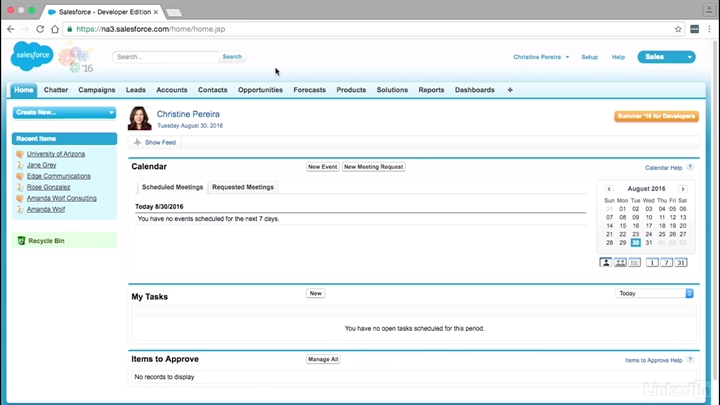 Salesforce - Developer Edition
https://na3.salesforce.com/home/home.jsp
salesforce
'16
Search...
Search
Christine Pereira
Setup
Help
Sales
Home Chatter Campaigns Leads Accounts Contacts Opportunities Forecasts Products Solutions Reports Dashboards +
Create New...
Recent Items
University of Arizona
Jane Grey
Edge Communications
Rose Gonzalez
Amanda Wolf Consulting
Amanda Wolf
Recycle Bin
Christine Pereira
Tuesday August 30, 2016
Summer '16 for Developers
Show Feed
Calendar
New Event
New Meeting Request
Calendar Help ?
Scheduled Meetings
Requested Meetings
Today 8/30/2016
You have no events scheduled for the next 7 days.
August 2016
Sun Mon Tue Wed Thu Fri Sat
31 01 02 03 04 05 06
07 08 09 10 11 12 13
14 15 16 17 18 19 20
21 22 23 24 25 26 27
28 29 30 31 01 02 03
1 7 31
My Tasks
New
Today
You have no open tasks scheduled for this period.
Items to Approve
Manage All
Items to Approve Help ?
No records to display
Linked in